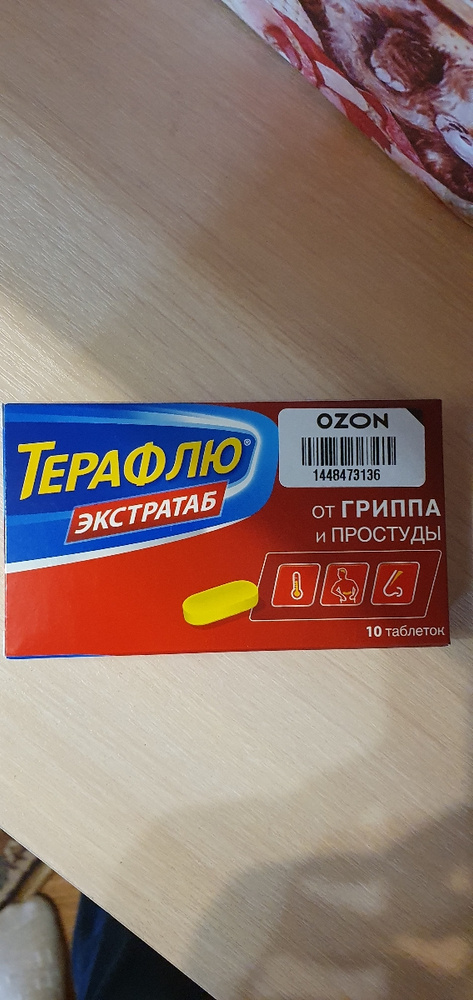 ТЕРАФЛЮ®
ЭКСТРАТАБ
OZON
1448473136
от ГРИППА
и ПРОСТУДЫ
10 таблеток